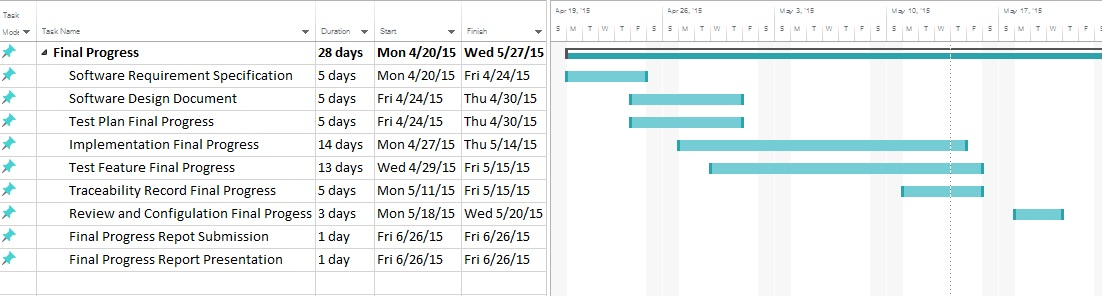 Task Mode Task Name Duration Start Finish
Apr 19, '15 Apr 26, '15 May 3, '15 May 10, '15 May 17, '15
S M T W T F S S M T W T F S S M T W T F S S M T W T F S S M T W T F S
Final Progress 28 days Mon 4/20/15 Wed 5/27/15
Software Requirement Specification 5 days Mon 4/20/15 Fri 4/24/15
Software Design Document 5 days Fri 4/24/15 Thu 4/30/15
Test Plan Final Progress 5 days Fri 4/24/15 Thu 4/30/15
Implementation Final Progress 14 days Mon 4/27/15 Thu 5/14/15
Test Feature Final Progress 13 days Wed 4/29/15 Fri 5/15/15
Traceability Record Final Progress 5 days Mon 5/11/15 Fri 5/15/15
Review and Configulation Final Progess 3 days Mon 5/18/15 Wed 5/20/15
Final Progress Repot Submission 1 day Fri 6/26/15 Fri 6/26/15
Final Progress Report Presentation 1 day Fri 6/26/15 Fri 6/26/15